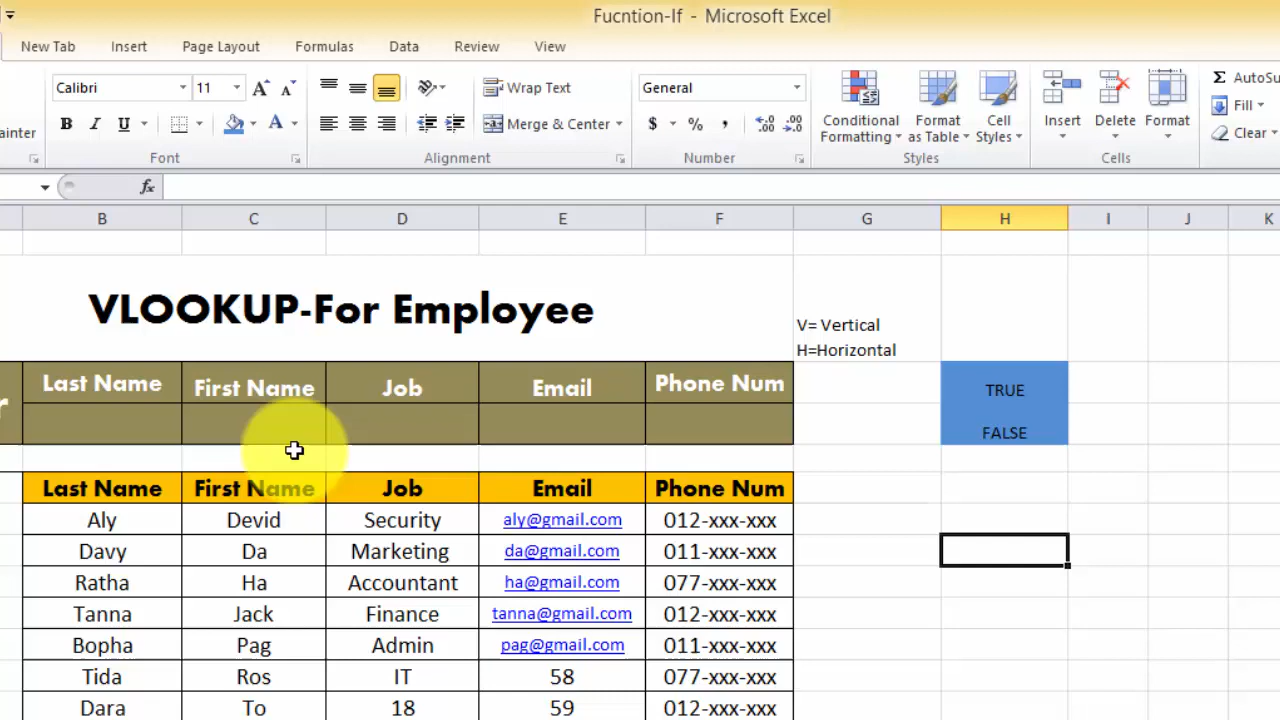 Fucntion-If - Microsoft Excel
New Tab Insert Page Layout Formulas Data Review View
Calibri 11 A A Wrap Text General Σ
B I U A Merge & Center $ % , .00 .0 Conditional Formatting Format as Table Cell Styles Insert Delete Format Fill
Clear
Font Alignment Number Styles Cells
fx
B C D E F G H I J K
VLOOKUP-For Employee
V= Vertical
H=Horizontal
Last Name First Name Job Email Phone Num TRUE
r FALSE
Last Name First Name Job Email Phone Num
Aly Devid Security aly@gmail.com 012-xxx-xxx
Davy Da Marketing da@gmail.com 011-xxx-xxx
Ratha Ha Accountant ha@gmail.com 077-xxx-xxx
Tanna Jack Finance tanna@gmail.com 012-xxx-xxx
Bopha Pag Admin pag@gmail.com 011-xxx-xxx
Tida Ros IT 58 077-xxx-xxx
Dara To 18 59 012-xxx-xxx